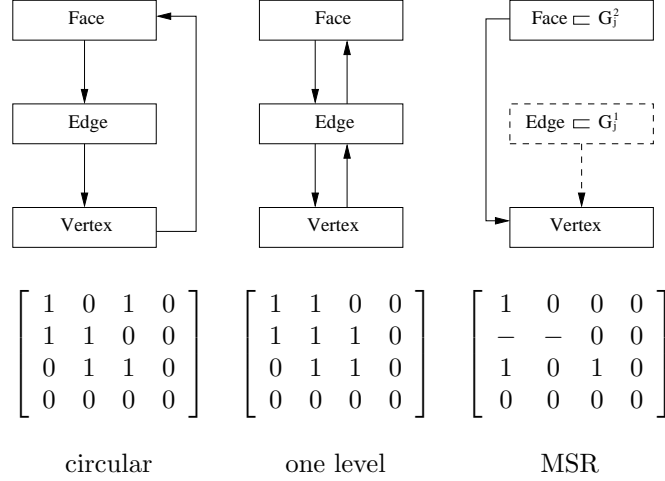 Face
Edge
Vertex
Face
Edge
Vertex
Face ⊏ G_j^2
Edge ⊏ G_j^1
Vertex
1 0 1 0
1 1 0 0
0 1 1 0
0 0 0 0
1 1 0 0
1 1 1 0
0 1 1 0
0 0 0 0
1 0 0 0
− − 0 0
1 0 1 0
0 0 0 0
circular
one level
MSR